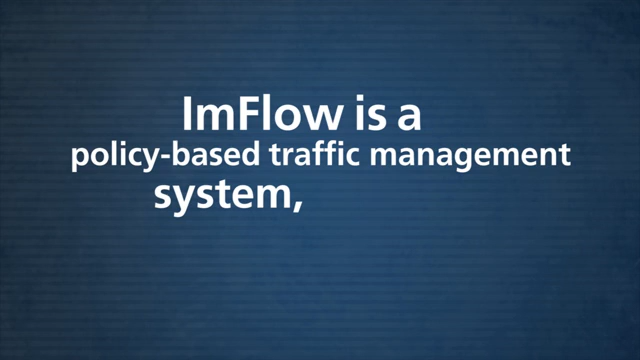 ImFlow is a
policy-based traffic management
system,